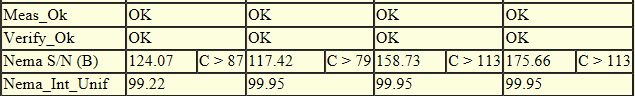 Meas_Ok OK OK OK OK
Verify_Ok OK OK OK OK
Nema S/N (B) 124.07 C > 87 117.42 C > 79 158.73 C > 113 175.66 C > 113
Nema_Int_Unif 99.22 99.95 99.95 99.95